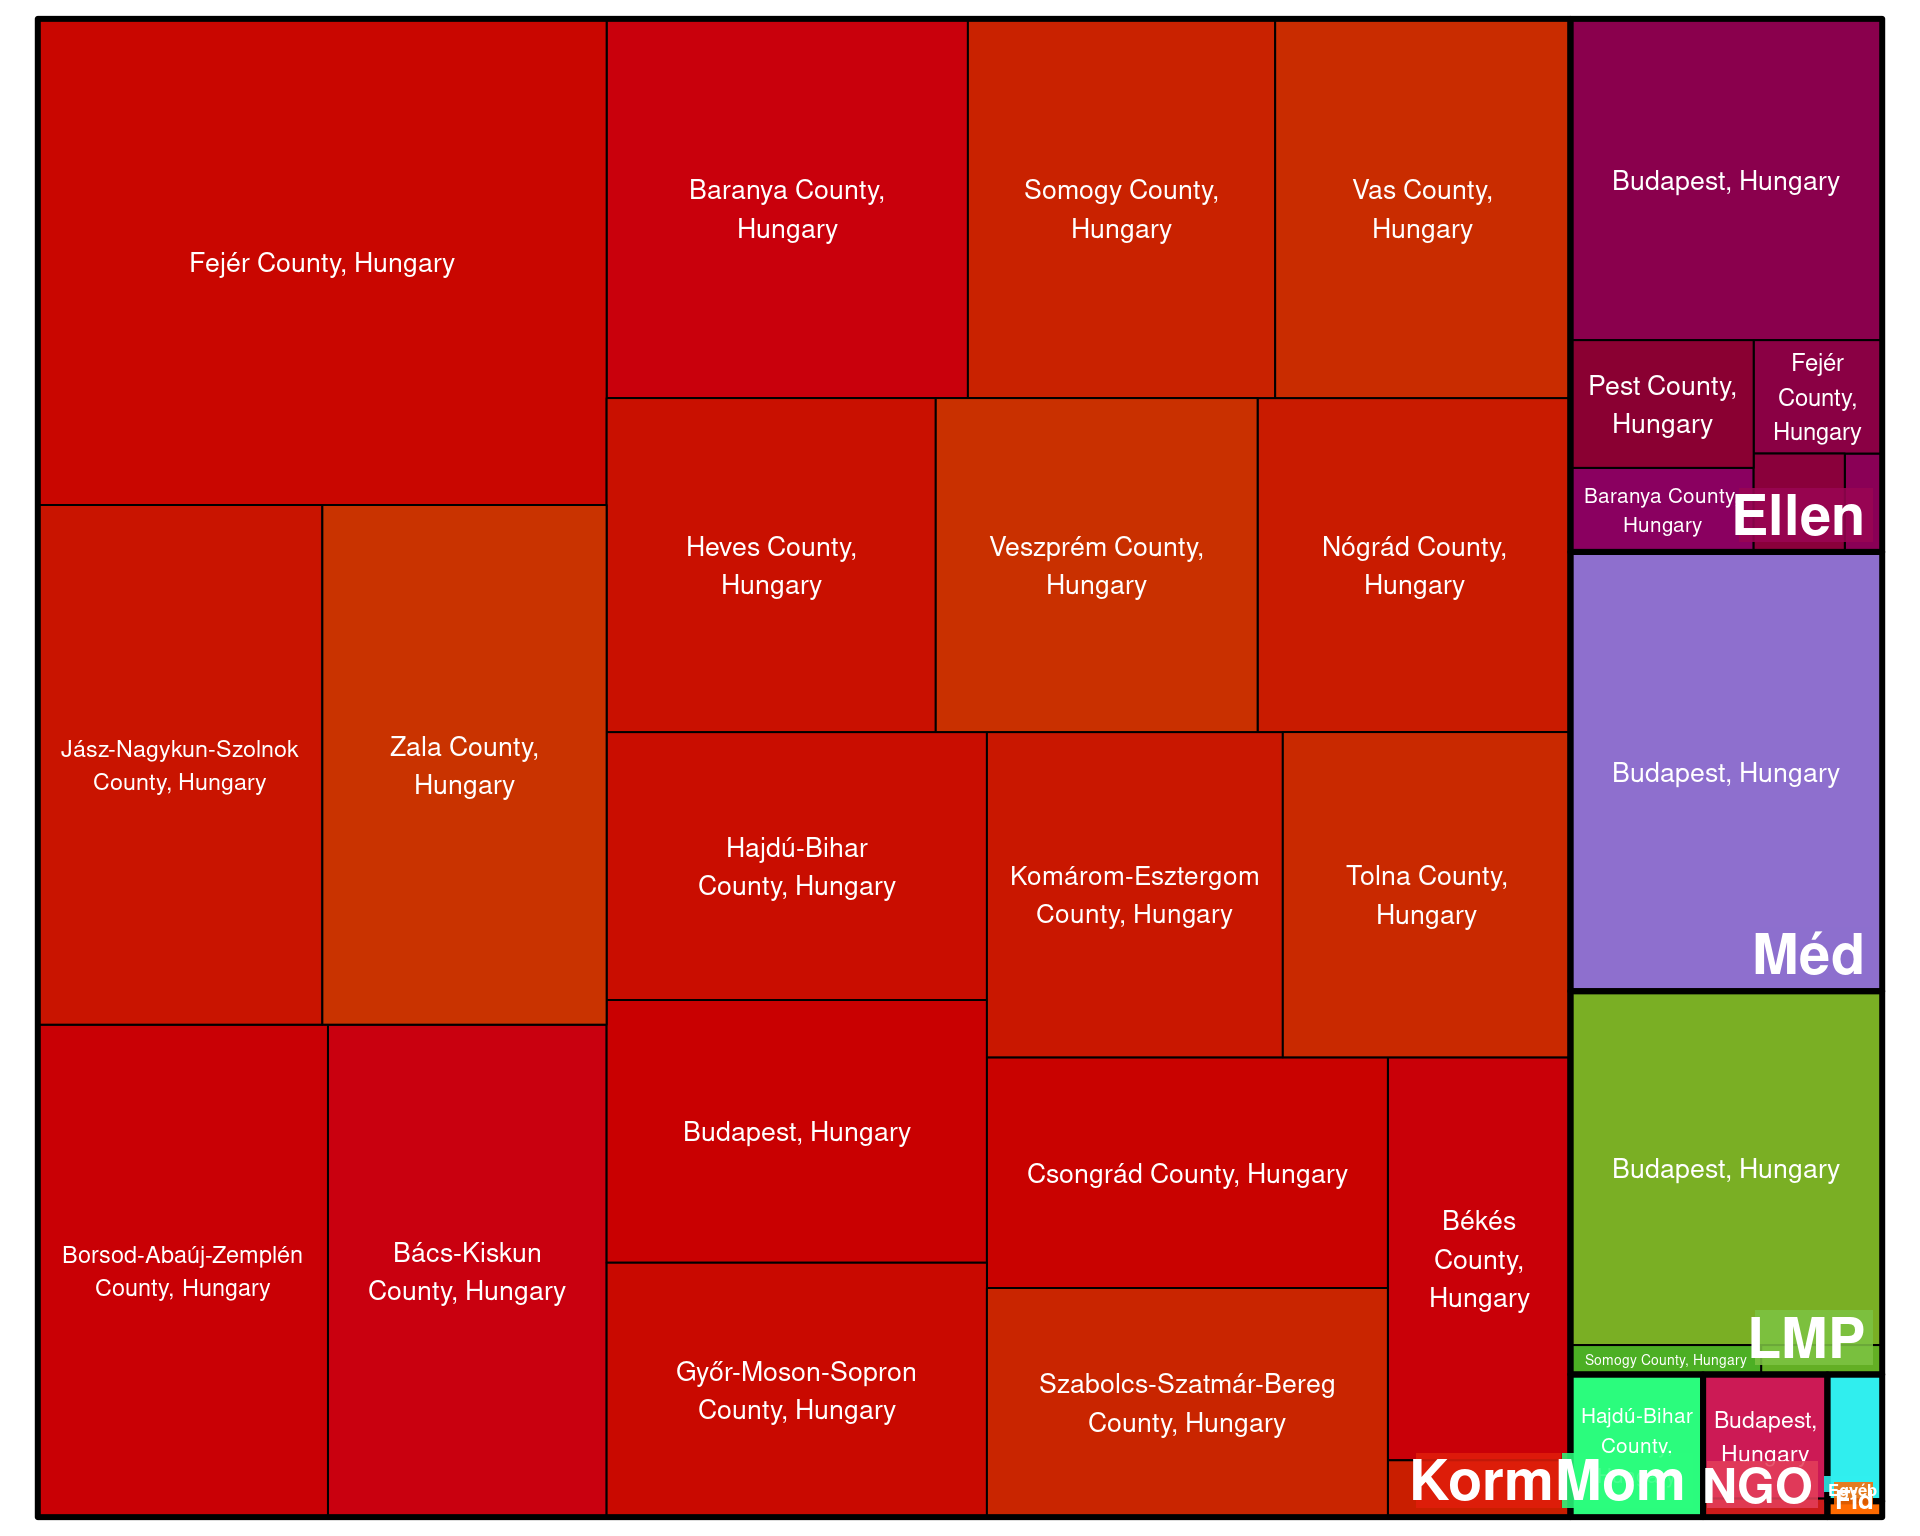 Fejér County, Hungary
Baranya County,
Hungary
Somogy County,
Hungary
Vas County,
Hungary
Budapest, Hungary
Pest County,
Hungary
Fejér
County,
Hungary
Baranya County
Hungary
Ellen
Jász-Nagykun-Szolnok
County, Hungary
Zala County,
Hungary
Heves County,
Hungary
Veszprém County,
Hungary
Nógrád County,
Hungary
Budapest, Hungary
Méd
Hajdú-Bihar
County, Hungary
Komárom-Esztergom
County, Hungary
Tolna County,
Hungary
Borsod-Abaúj-Zemplén
County, Hungary
Bács-Kiskun
County, Hungary
Budapest, Hungary
Csongrád County, Hungary
Békés
County,
Hungary
Budapest, Hungary
LMP
Somogy County, Hungary
Győr-Moson-Sopron
County, Hungary
Szabolcs-Szatmár-Bereg
County, Hungary
Korm
Hajdú-Bihar
County.
Mom
Budapest,
Hungary
NGO
Egyéb
Fid